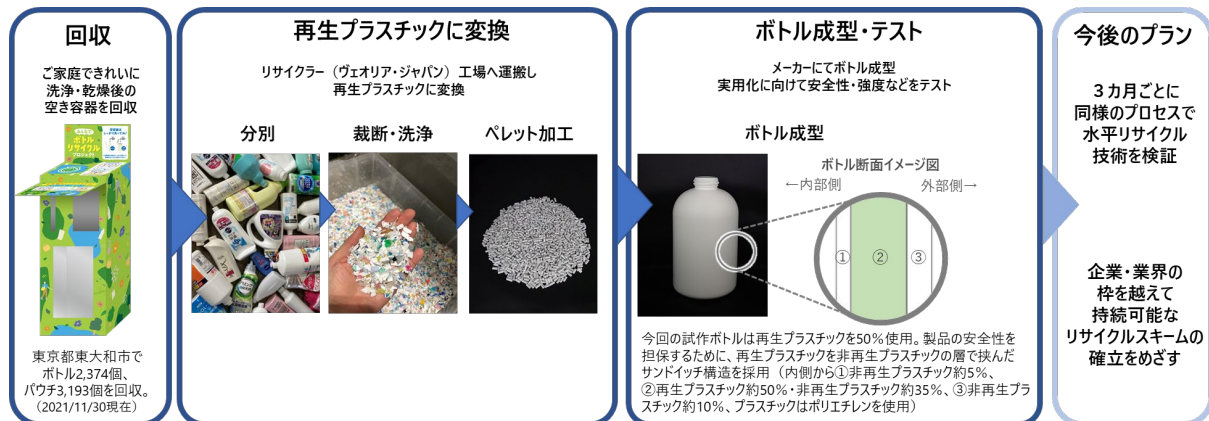 回収
ご家庭できれいに
洗浄・乾燥後の
空き容器を回収
ボトル
リサイクル
プロジェクト
東京都東大和市で
ボトル2,374個、
パウチ3,193個を回収。
（2021/11/30現在）
再生プラスチックに変換
リサイクラー（ヴェオリア・ジャパン）工場へ運搬し
再生プラスチックに変換
分別
裁断・洗浄
ペレット加工
ボトル成型・テスト
メーカーにてボトル成型
実用化に向けて安全性・強度などをテスト
ボトル成型
ボトル断面イメージ図
←内部側 外部側→
① ② ③
今回の試作ボトルは再生プラスチックを50％使用。製品の安全性を
担保するために、再生プラスチックを非再生プラスチックの層で挟んだ
サンドイッチ構造を採用（内側から①非再生プラスチック約5％、
②再生プラスチック約50％・非再生プラスチック約35％、③非再生プラ
スチック約10％、プラスチックはポリエチレンを使用）
今後のプラン
３カ月ごとに
同様のプロセスで
水平リサイクル
技術を検証
企業・業界の
枠を越えて
持続可能な
リサイクルスキームの
確立をめざす